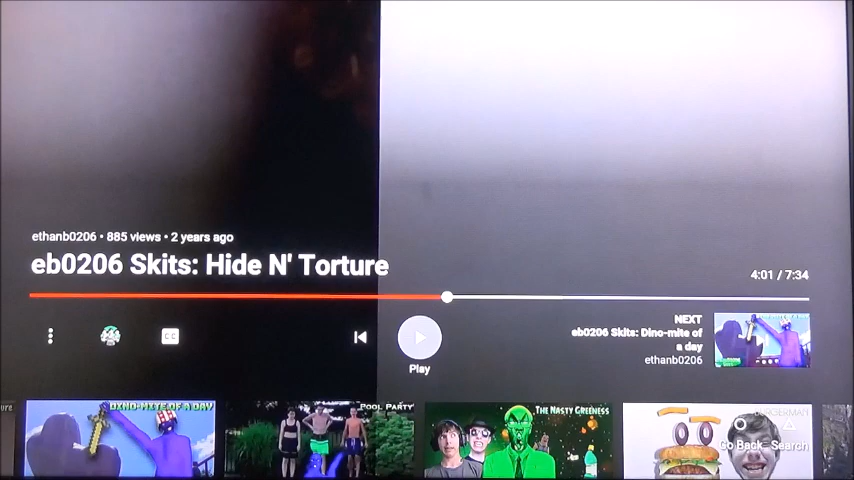 ethanb0206 • 885 views • 2 years ago
eb0206 Skits: Hide N' Torture
4:01 / 7:34
NEXT
eb0206 Skits: Dino-mite of
a day
ethanb0206
CC
Play
DINO-MITE OF A DAY
POOL PARTY
THE NASTY GREENESS
Go Back
Search